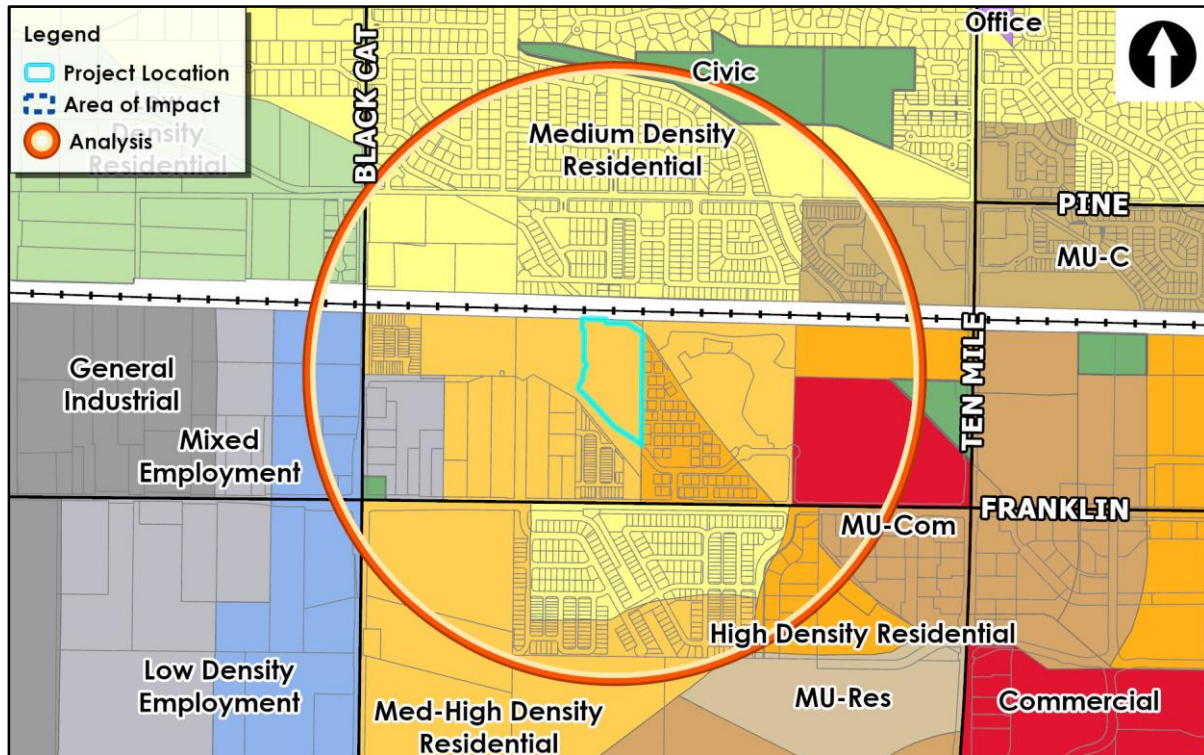 Legend
Project Location
Area of Impact
Analysis
Low
Density
Residential
BLACK CAT
Office
Civic
Medium Density
Residential
PINE
MU-C
General
Industrial
Mixed
Employment
TEN MILE
FRANKLIN
MU-Com
High Density Residential
Low Density
Employment
Med-High Density
Residential
MU-Res
Commercial